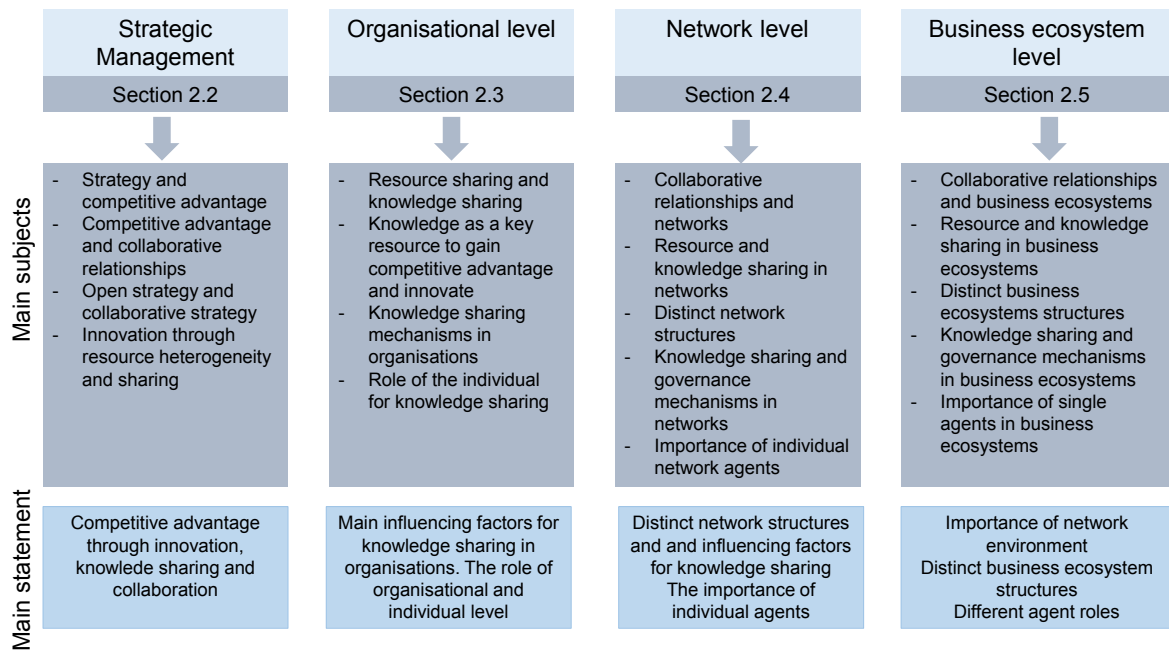 Strategic
Management
Organisational level
Network level
Business ecosystem
level
Section 2.2
Section 2.3
Section 2.4
Section 2.5
Main subjects
- Strategy and
competitive advantage
- Competitive advantage
and collaborative
relationships
- Open strategy and
collaborative strategy
- Innovation through
resource heterogeneity
and sharing
- Resource sharing and
knowledge sharing
- Knowledge as a key
resource to gain
competitive advantage
and innovate
- Knowledge sharing
mechanisms in
organisations
- Role of the individual
for knowledge sharing
- Collaborative
relationships and
networks
- Resource and
knowledge sharing in
networks
- Distinct network
structures
- Knowledge sharing and
governance
mechanisms in
networks
- Importance of individual
network agents
- Collaborative relationships
and business ecosystems
- Resource and knowledge
sharing in business
ecosystems
- Distinct business
ecosystems structures
- Knowledge sharing and
governance mechanisms
in business ecosystems
- Importance of single
agents in business
ecosystems
Main statement
Competitive advantage
through innovation,
knowlede sharing and
collaboration
Main influencing factors for
knowledge sharing in
organisations. The role of
organisational and
individual level
Distinct network structures
and and influencing factors
for knowledge sharing
The importance of
individual agents
Importance of network
environment
Distinct business ecosystem
structures
Different agent roles